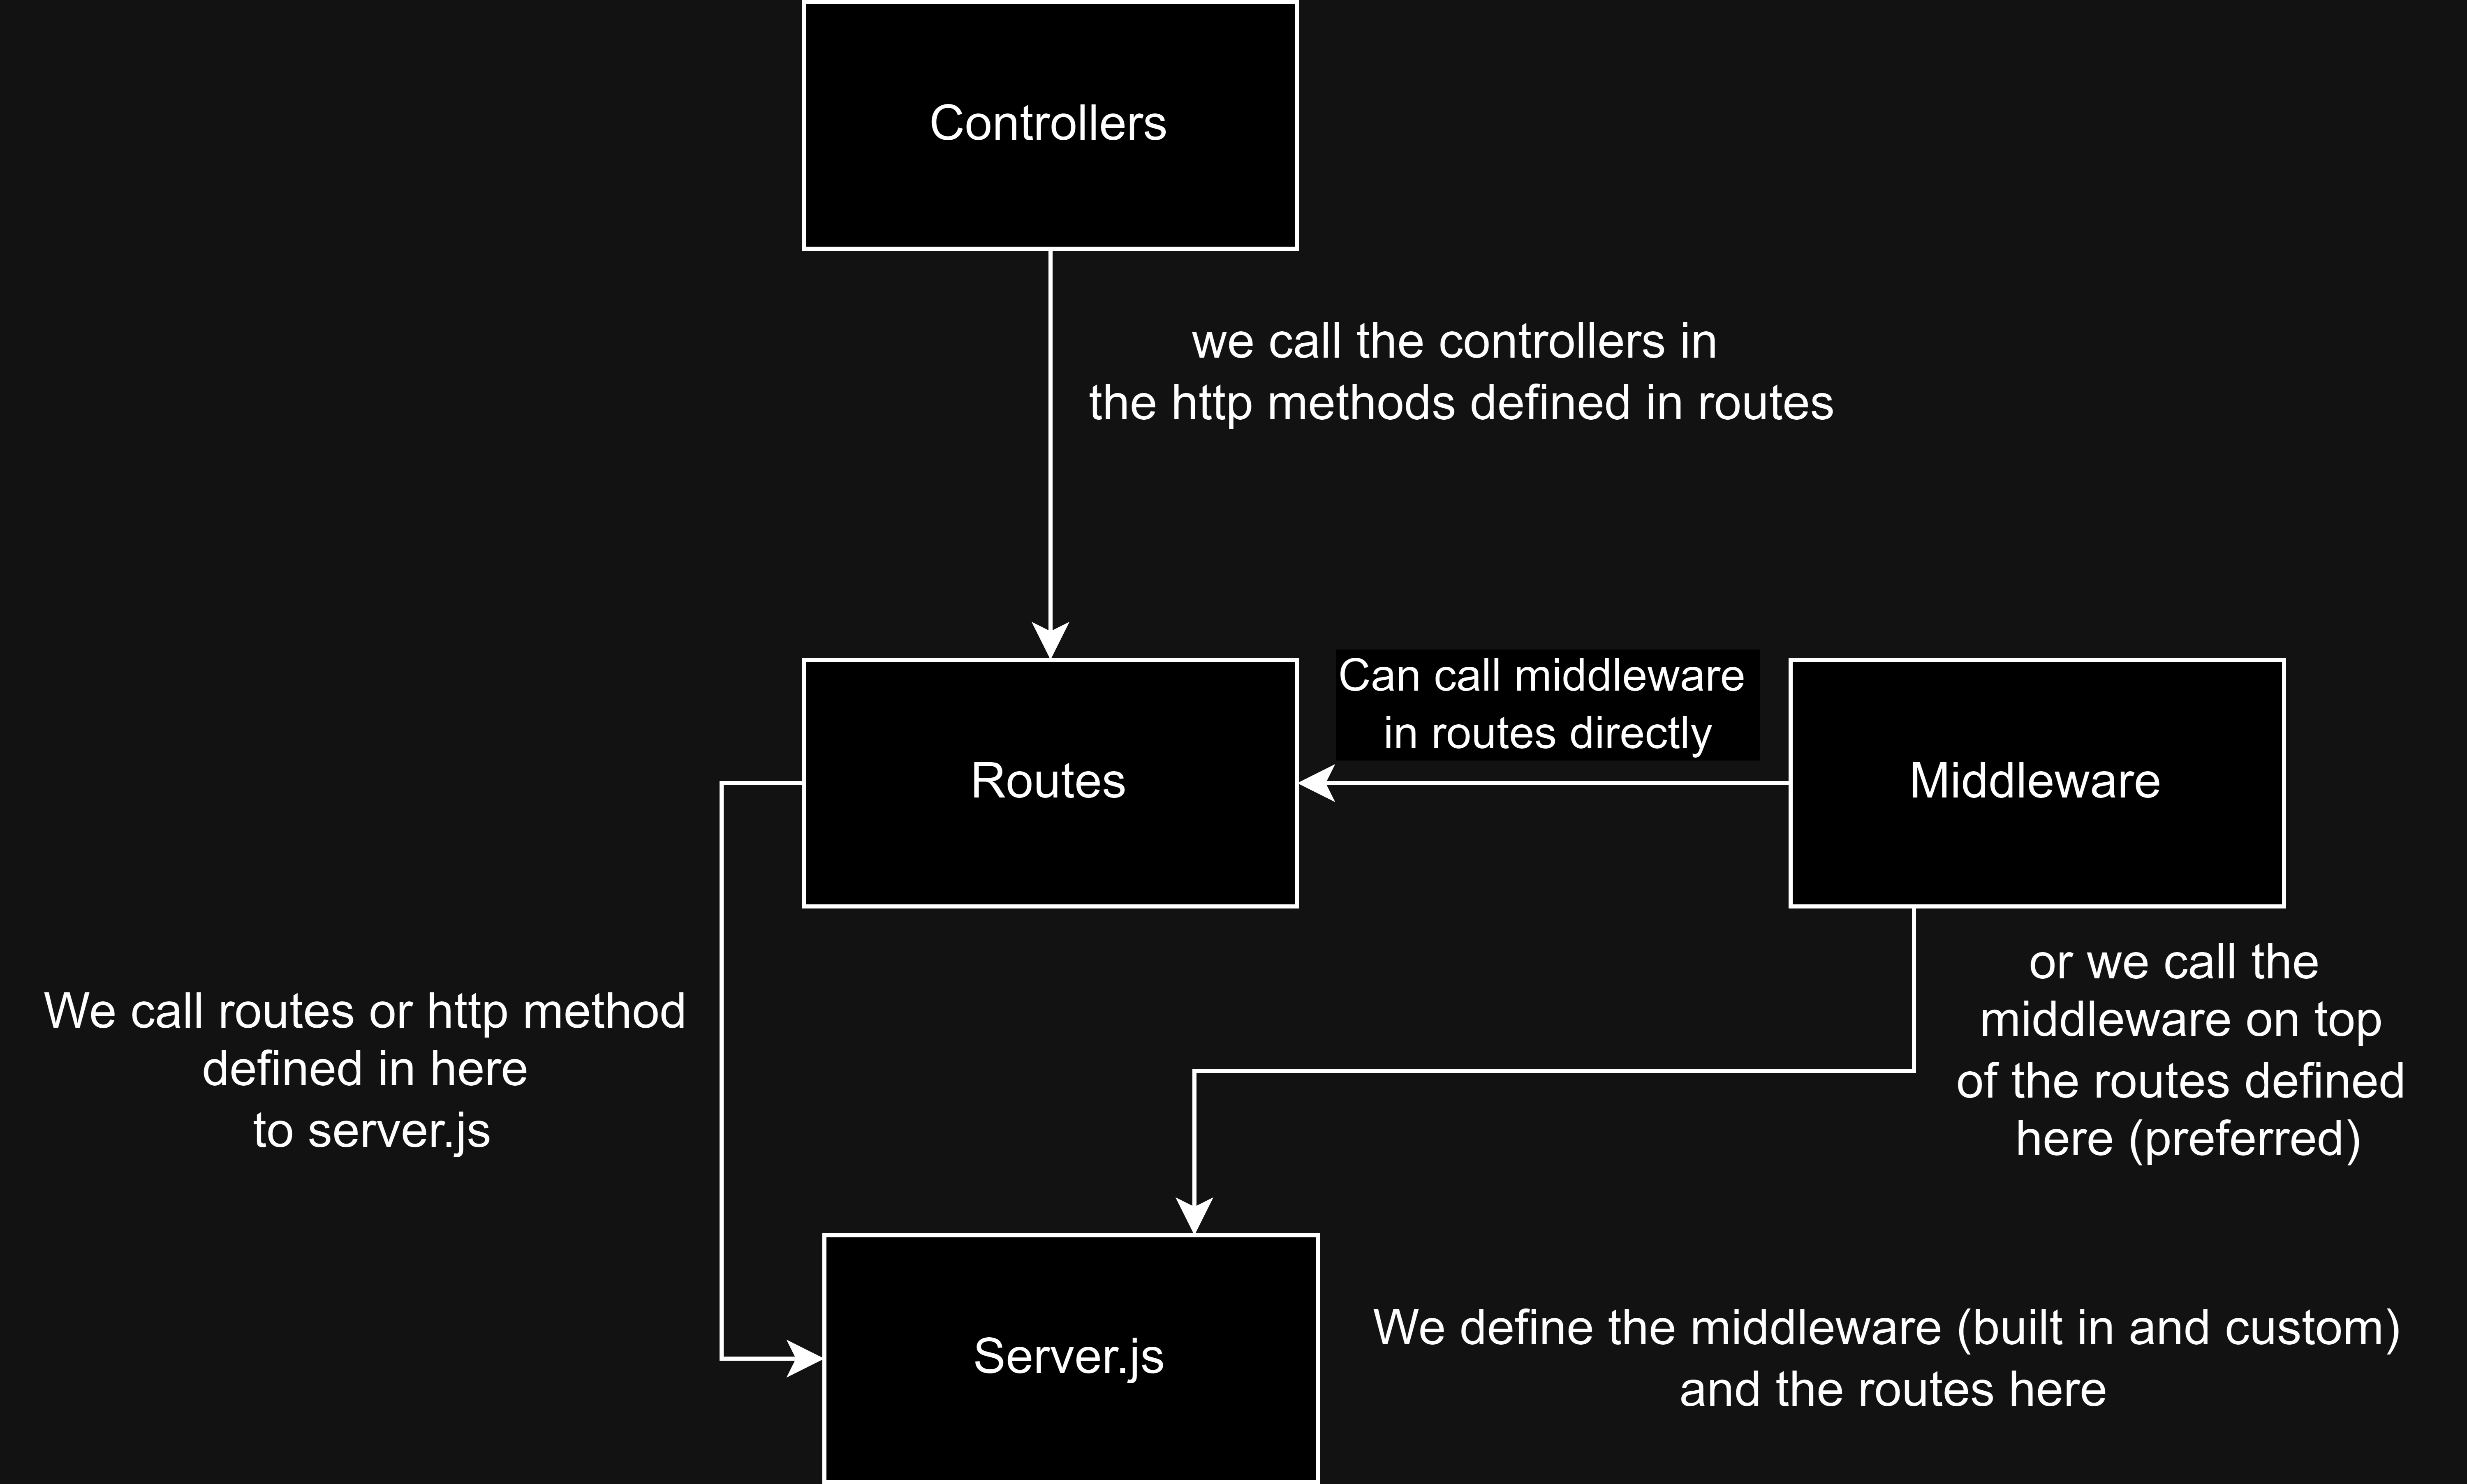 Controllers
we call the controllers in
the http methods defined in routes
Can call middleware
in routes directly
Routes
Middleware
or we call the
middleware on top
of the routes defined
here (preferred)
We call routes or http method
defined in here
to server.js
Server.js
We define the middleware (built in and custom)
and the routes here